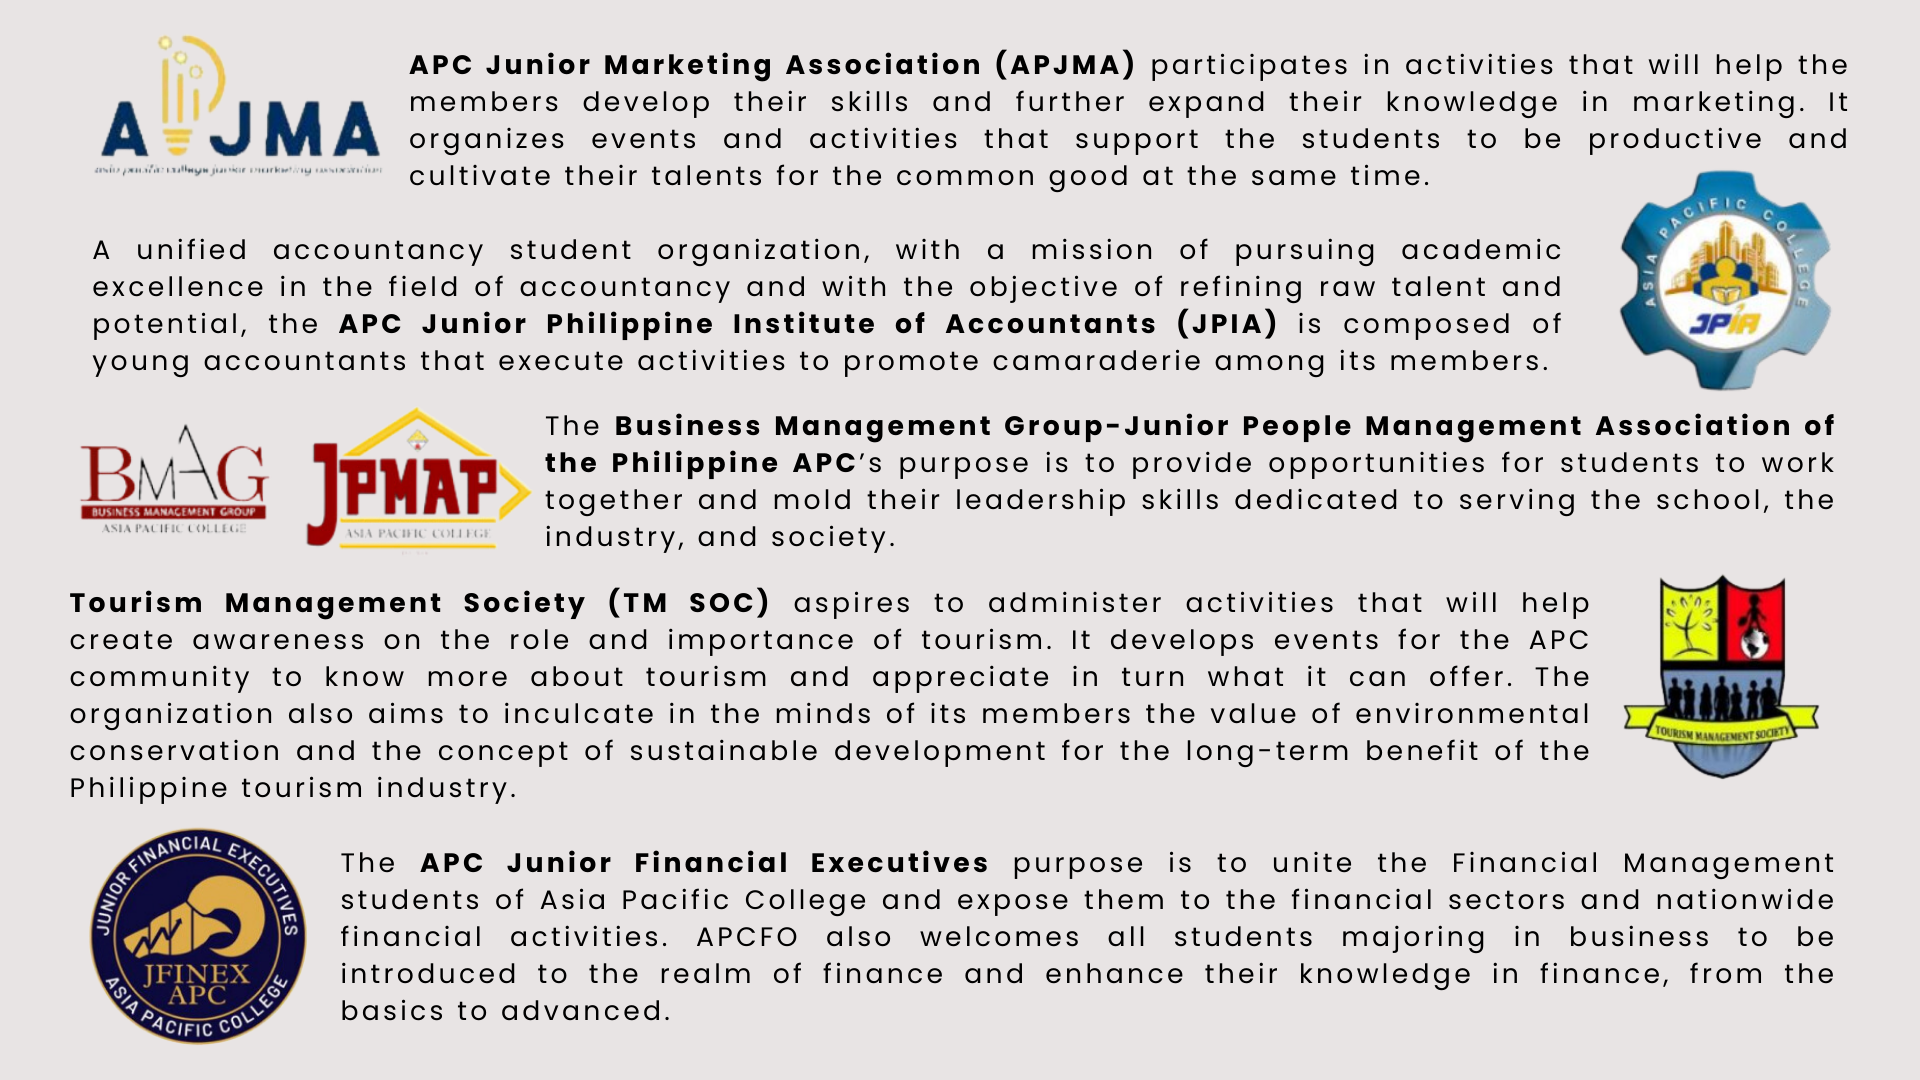 A JMA
asia pacific college junior marketing association
APC Junior Marketing Association (APJMA) participates in activities that will help the
members develop their skills and further expand their knowledge in marketing. It
organizes events and activities that support the students to be productive and
cultivate their talents for the common good at the same time.
A unified accountancy student organization, with a mission of pursuing academic
excellence in the field of accountancy and with the objective of refining raw talent and
potential, the APC Junior Philippine Institute of Accountants (JPIA) is composed of
young accountants that execute activities to promote camaraderie among its members.
ASIA PACIFIC COLLEGE
JPIA
BMAG
BUSINESS MANAGEMENT GROUP
ASIA PACIFIC COLLEGE
JPMAP
ASIA PACIFIC COLLEGE
The Business Management Group-Junior People Management Association of
the Philippine APC’s purpose is to provide opportunities for students to work
together and mold their leadership skills dedicated to serving the school, the
industry, and society.
Tourism Management Society (TM SOC) aspires to administer activities that will help
create awareness on the role and importance of tourism. It develops events for the APC
community to know more about tourism and appreciate in turn what it can offer. The
organization also aims to inculcate in the minds of its members the value of environmental
conservation and the concept of sustainable development for the long-term benefit of the
Philippine tourism industry.
TOURISM MANAGEMENT SOCIETY
JUNIOR FINANCIAL EXECUTIVES
JFINEX
APC
ASIA PACIFIC COLLEGE
The APC Junior Financial Executives purpose is to unite the Financial Management
students of Asia Pacific College and expose them to the financial sectors and nationwide
financial activities. APCFO also welcomes all students majoring in business to be
introduced to the realm of finance and enhance their knowledge in finance, from the
basics to advanced.